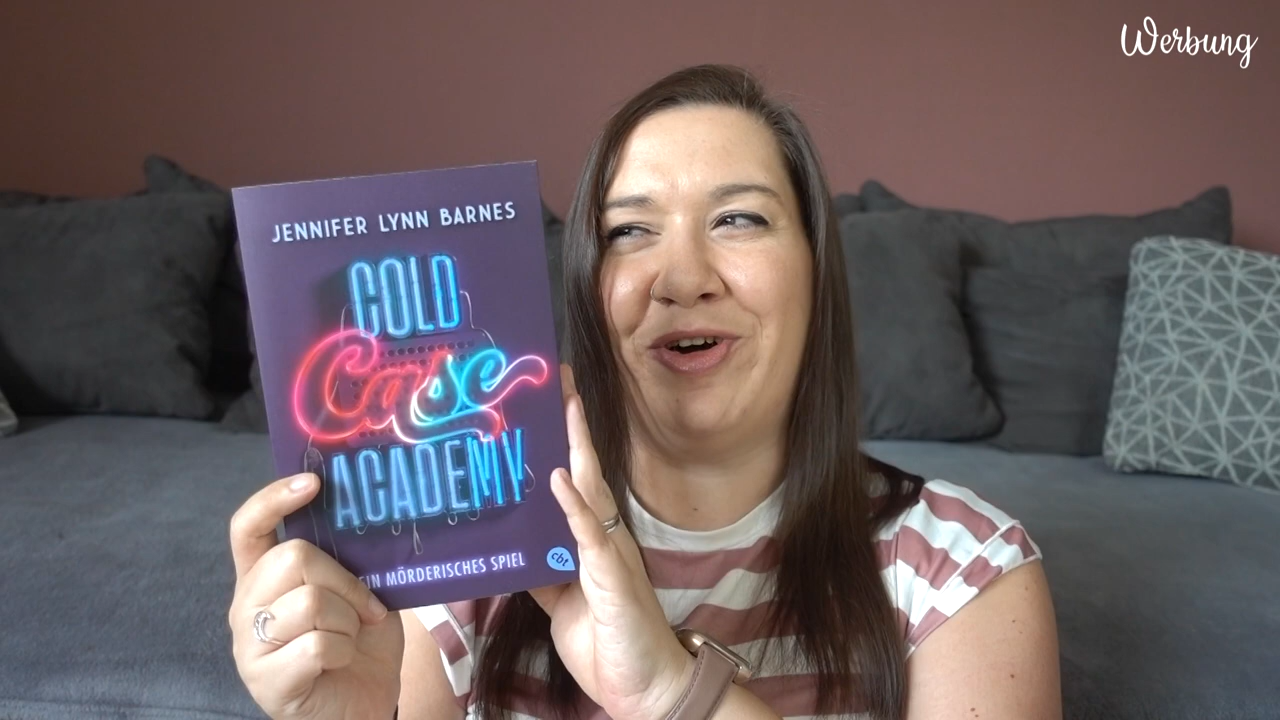 Werbung
JENNIFER LYNN BARNES
COLD
Case
ACADEMY
EIN MÖRDERISCHES SPIEL
cbt